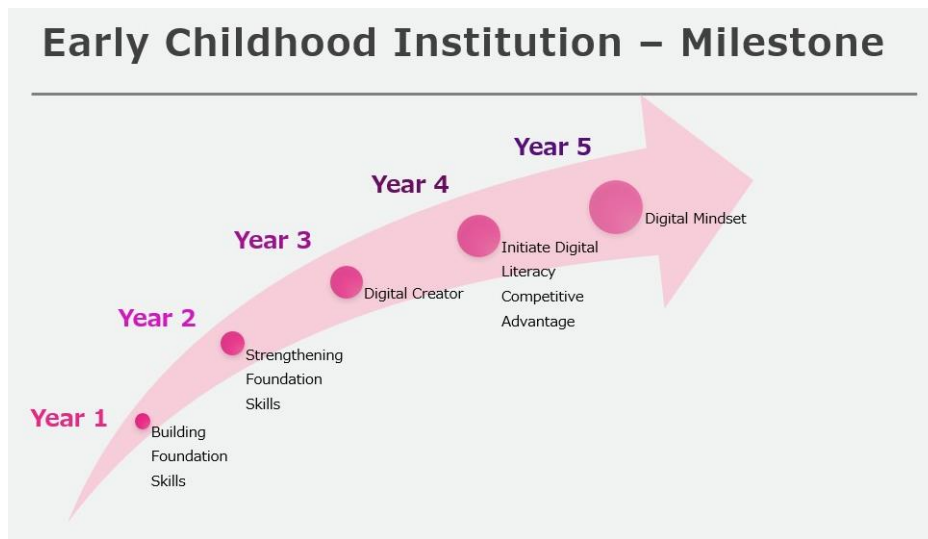 Early Childhood Institution – Milestone
Year 1
Building
Foundation
Skills
Year 2
Strengthening
Foundation
Skills
Year 3
Digital Creator
Year 4
Initiate Digital
Literacy
Competitive
Advantage
Year 5
Digital Mindset